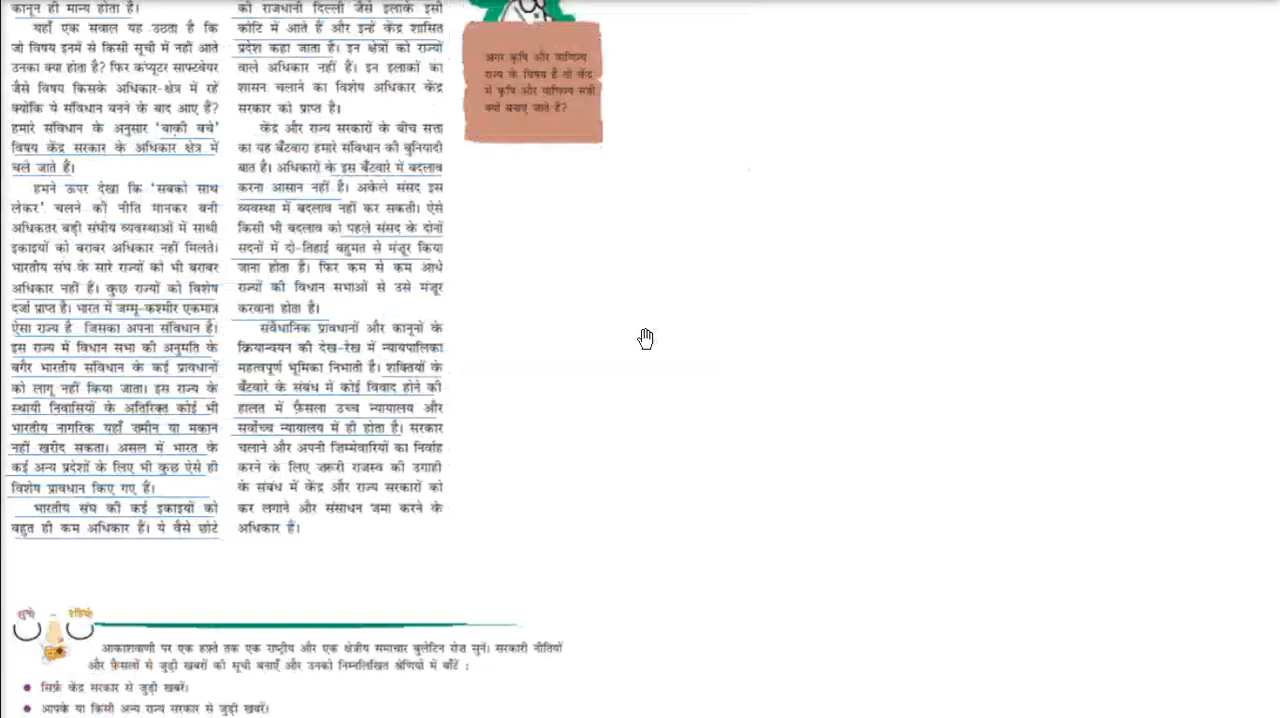 कानून ही मान्य होता है।
यहाँ एक सवाल यह उठता है कि
जो विषय इनमें से किसी सूची में नहीं आते
उनका क्या होता है? फिर कंप्यूटर साफ्टवेयर
जैसे विषय किसके अधिकार-क्षेत्र में रहें
क्योंकि ये संविधान बनने के बाद आए हैं?
हमारे संविधान के अनुसार 'बाक़ी बचे'
विषय केंद्र सरकार के अधिकार क्षेत्र में
चले जाते हैं।
हमने ऊपर देखा कि 'सबको साथ
लेकर' चलने की नीति मानकर बनी
अधिकतर बड़ी संघीय व्यवस्थाओं में साथी
इकाइयों को बराबर अधिकार नहीं मिलते।
भारतीय संघ के सारे राज्यों को भी बराबर
अधिकार नहीं हैं। कुछ राज्यों को विशेष
दर्जा प्राप्त है। भारत में जम्मू-कश्मीर एकमात्र
ऐसा राज्य है जिसका अपना संविधान है।
इस राज्य में विधान सभा की अनुमति के
बगैर भारतीय संविधान के कई प्रावधानों
को लागू नहीं किया जाता। इस राज्य के
स्थायी निवासियों के अतिरिक्त कोई भी
भारतीय नागरिक यहाँ ज़मीन या मकान
नहीं खरीद सकता। असल में भारत के
कई अन्य प्रदेशों के लिए भी कुछ ऐसे ही
विशेष प्रावधान किए गए हैं।
भारतीय संघ की कई इकाइयों को
बहुत ही कम अधिकार हैं। ये वैसे छोटे
की राजधानी दिल्ली जैसे इलाके इसी
कोटि में आते हैं और इन्हें केंद्र शासित
प्रदेश कहा जाता है। इन क्षेत्रों को राज्यों
वाले अधिकार नहीं हैं। इन इलाकों का
शासन चलाने का विशेष अधिकार केंद्र
सरकार को प्राप्त है।
केंद्र और राज्य सरकारों के बीच सत्ता
का यह बँटवारा हमारे संविधान की बुनियादी
बात है। अधिकारों के इस बँटवारे में बदलाव
करना आसान नहीं है। अकेले संसद इस
व्यवस्था में बदलाव नहीं कर सकती। ऐसे
किसी भी बदलाव को पहले संसद के दोनों
सदनों में दो-तिहाई बहुमत से मंजूर किया
जाना होता है। फिर कम से कम आधे
राज्यों की विधान सभाओं से उसे मंजूर
करवाना होता है।
संवैधानिक प्रावधानों और कानूनों के
क्रियान्वयन की देख-रेख में न्यायपालिका
महत्वपूर्ण भूमिका निभाती है। शक्तियों के
बँटवारे के संबंध में कोई विवाद होने की
हालत में फ़ैसला उच्च न्यायालय और
सर्वोच्च न्यायालय में ही होता है। सरकार
चलाने और अपनी ज़िम्मेवारियों का निर्वाह
करने के लिए ज़रूरी राजस्व की उगाही
के संबंध में केंद्र और राज्य सरकारों को
कर लगाने और संसाधन जमा करने के
अधिकार हैं।
अगर कृषि और वाणिज्य
राज्य के विषय हैं तो केंद्र
में कृषि और वाणिज्य मंत्री
क्यों बनाए जाते हैं?
सुनो रेडियो
आकाशवाणी पर एक हफ़्ते तक एक राष्ट्रीय और एक क्षेत्रीय समाचार बुलेटिन रोज सुनें। सरकारी नीतियों
और फ़ैसलों से जुड़ी खबरों की सूची बनाएँ और उनको निम्नलिखित श्रेणियों में बाँटें :
सिर्फ़ केंद्र सरकार से जुड़ी खबरें।
आपके या किसी अन्य राज्य सरकार से जुड़ी खबरें।